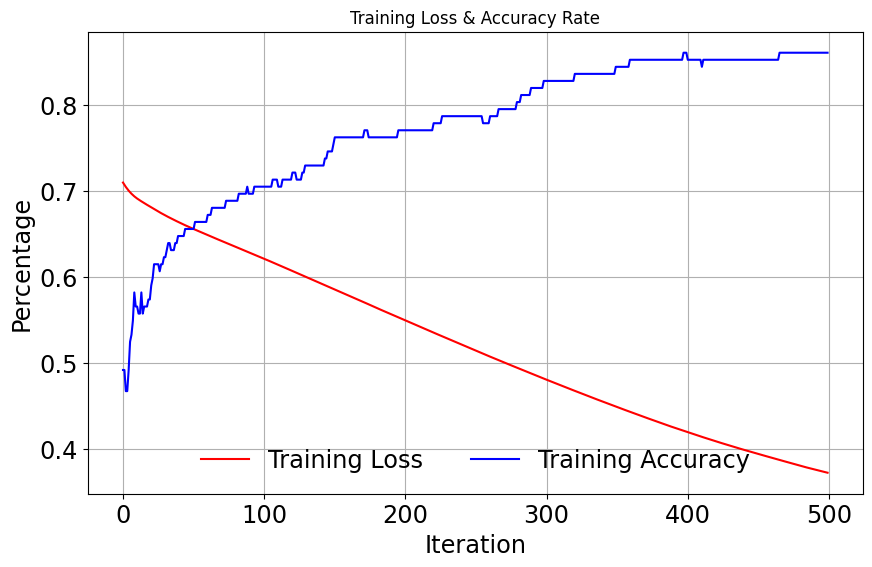 Training Loss & Accuracy Rate
Percentage
0.8
0.7
0.6
0.5
0.4
Training Loss
Training Accuracy
0
100
200
300
400
500
Iteration